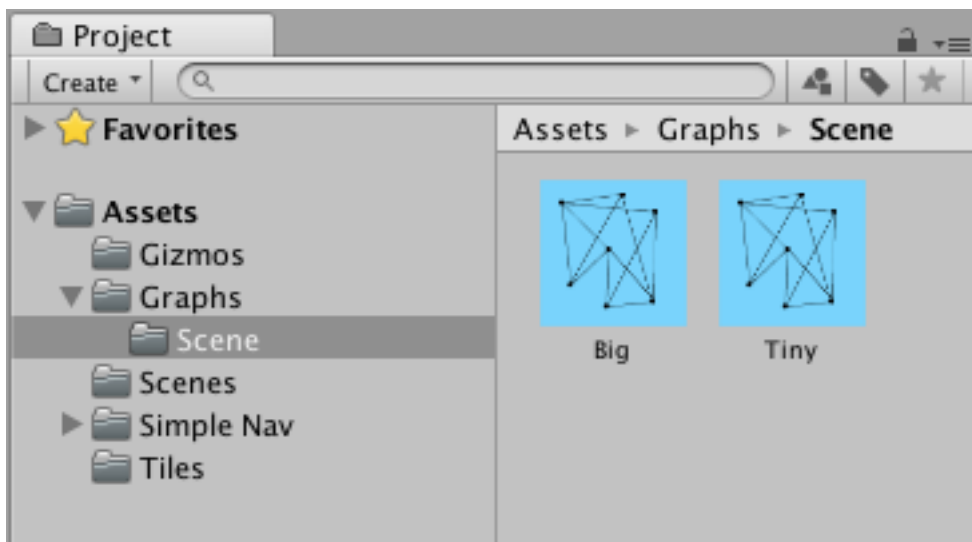 Project
Create
Favorites
Assets
Gizmos
Graphs
Scene
Scenes
Simple Nav
Tiles
Assets Graphs Scene
Big Tiny